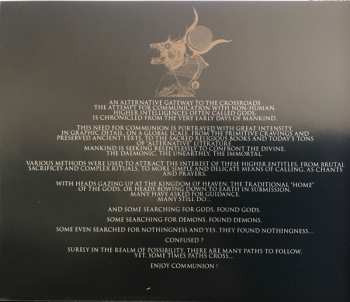 AN ALTERNATIVE GATEWAY TO THE CROSSROADS
THE ATTEMPT FOR COMMUNICATION WITH NON-HUMAN,
HIGHER INTELLIGENCES OFTEN CALLED GODS,
IS CHRONICLED FROM THE VERY EARLY DAYS OF MANKIND.
THIS NEED FOR COMMUNION IS PORTRAYED WITH GREAT INTENSITY,
IN GRAPHIC DETAIL, ON A GLOBAL SCALE, FROM THE PRIMITIVE CARVINGS AND
PRESERVED ANCIENT TEXTS, TO THE SACRED RELIGIOUS BOOKS AND TODAY'S TONS
OF "ALTERNATIVE" LITERATURE.
MANKIND IS SEEKING RELENTLESSLY TO CONFRONT THE DIVINE,
THE DAEMONIC, THE UNEARTHLY, THE IMMORTAL.
VARIOUS METHODS WERE USED TO ATTRACT THE INTEREST OF THESE HIGHER ENTITLES, FROM BRUTAL
SACRIFICES AND COMPLEX RITUALS, TO MORE SIMPLE AND DELICATE MEANS OF CALLING, AS CHANTS
AND PRAYERS.
WITH HEADS GAZING UP AT THE KINGDOM OF HEAVEN, THE TRADITIONAL "HOME"
OF THE GODS, OR HEADS BOWING DOWN TO EARTH IN SUBMISSION,
MANY HAVE ASKED FOR GUIDANCE.
MANY STILL DO...
AND SOME SEARCHING FOR GODS, FOUND GODS.
SOME SEARCHING FOR DEMONS, FOUND DEMONS.
SOME EVEN SEARCHED FOR NOTHINGNESS AND YES, THEY FOUND NOTHINGNESS...
CONFUSED ?
SURELY IN THE REALM OF POSSIBILITY, THERE ARE MANY PATHS TO FOLLOW.
YET, SOME TIMES PATHS CROSS...
ENJOY COMMUNION !